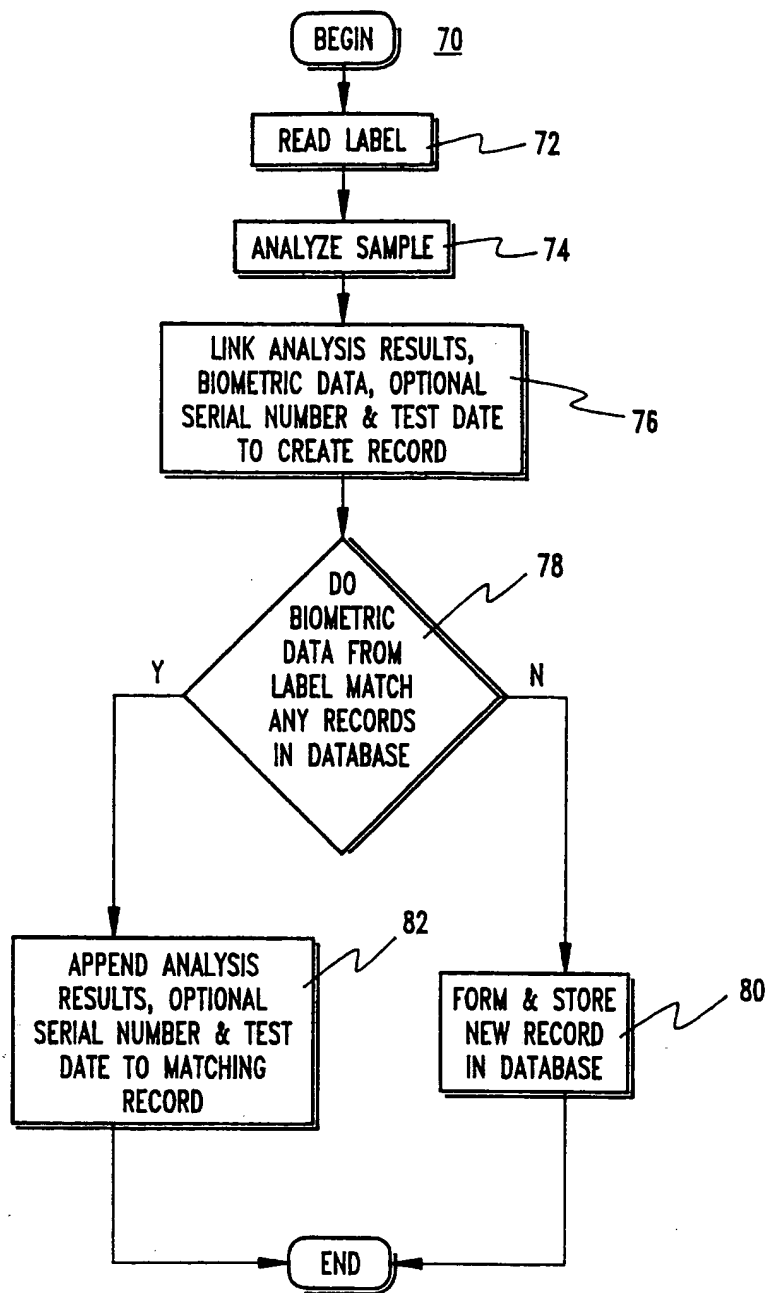 BEGIN 70
READ LABEL
72
ANALYZE SAMPLE
74
LINK ANALYSIS RESULTS,
BIOMETRIC DATA, OPTIONAL
SERIAL NUMBER & TEST DATE
TO CREATE RECORD
76
DO
BIOMETRIC
DATA FROM
LABEL MATCH
ANY RECORDS
IN DATABASE
78
Y
N
APPEND ANALYSIS
RESULTS, OPTIONAL
SERIAL NUMBER & TEST
DATE TO MATCHING
RECORD
82
FORM & STORE
NEW RECORD
IN DATABASE
80
END